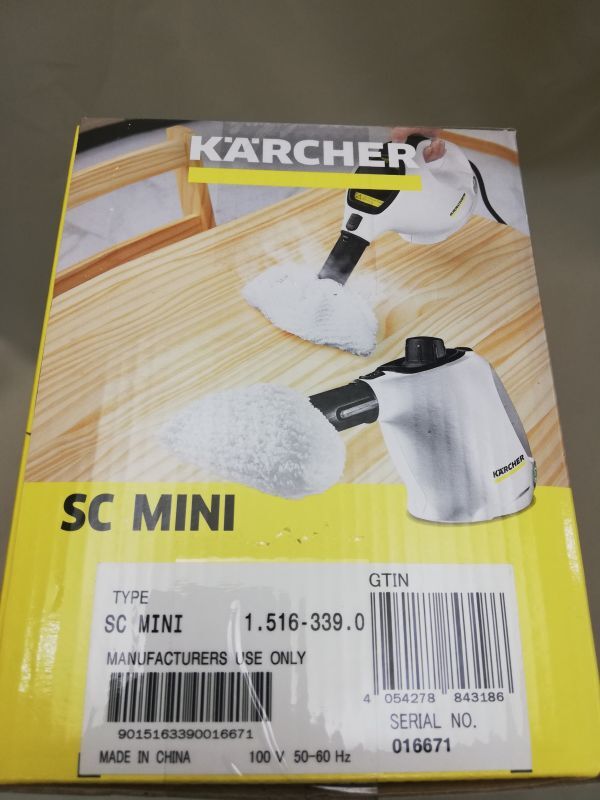 KÄRCHER
KÄRCHER
SC MINI
TYPE
SC MINI 1.516-339.0
GTIN
MANUFACTURERS USE ONLY
4 054278 843186
9015163390016671
SERIAL NO.
016671
MADE IN CHINA 100 V 50-60 Hz